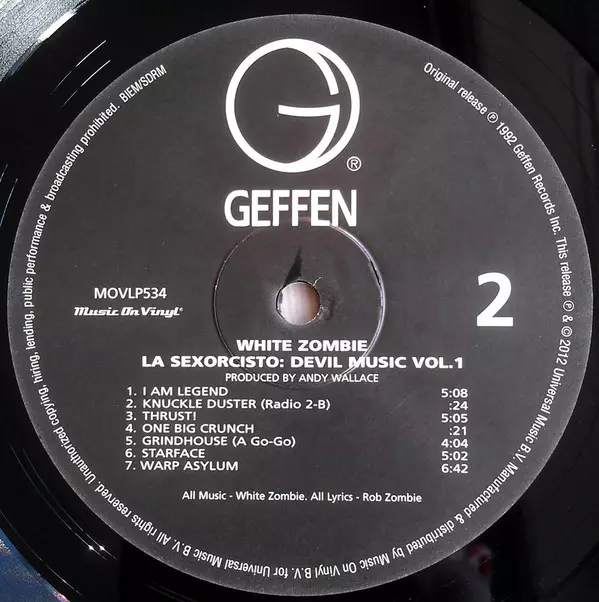 G
®
GEFFEN
MOVLP534
Music On Vinyl®
2
WHITE ZOMBIE
LA SEXORCISTO: DEVIL MUSIC VOL.1
PRODUCED BY ANDY WALLACE
1. I AM LEGEND 5:08
2. KNUCKLE DUSTER (Radio 2-B) :24
3. THRUST! 5:05
4. ONE BIG CRUNCH :21
5. GRINDHOUSE (A Go-Go) 4:04
6. STARFACE 5:02
7. WARP ASYLUM 6:42
All Music - White Zombie. All Lyrics - Rob Zombie
Original release ℗ 1992 Geffen Records Inc. This release ℗ & © 2012 Universal Music B.V. Manufactured & distributed by Music On Vinyl B.V. for Universal Music B.V. All rights reserved. Unauthorized copying, hiring, lending, public performance & broadcasting prohibited. BIEM/SDRM